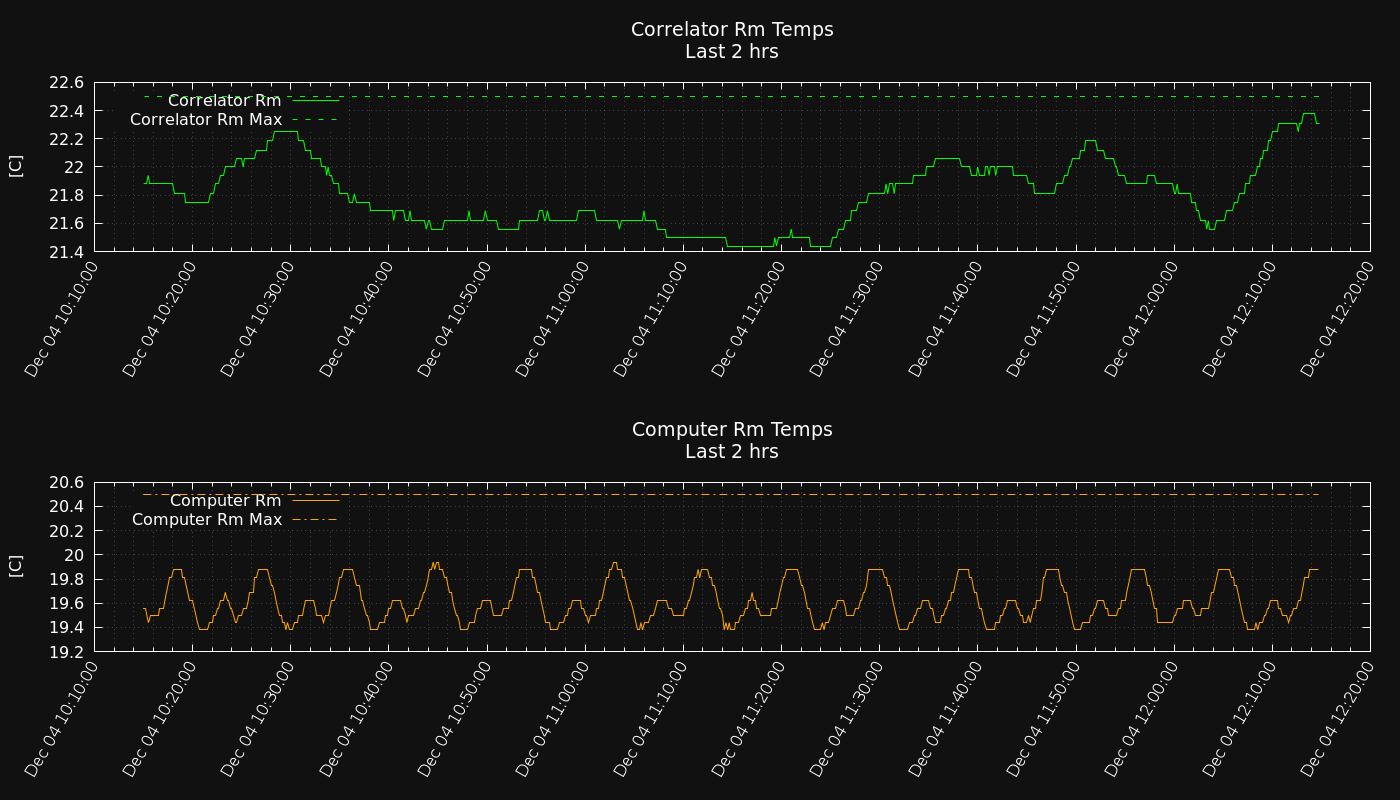 Correlator Rm Temps
Last 2 hrs
[C]
22.6
22.4
22.2
22
21.8
21.6
21.4
Correlator Rm
Correlator Rm Max
Dec 04 10:10:00
Dec 04 10:20:00
Dec 04 10:30:00
Dec 04 10:40:00
Dec 04 10:50:00
Dec 04 11:00:00
Dec 04 11:10:00
Dec 04 11:20:00
Dec 04 11:30:00
Dec 04 11:40:00
Dec 04 11:50:00
Dec 04 12:00:00
Dec 04 12:10:00
Dec 04 12:20:00
Computer Rm Temps
Last 2 hrs
[C]
20.6
20.4
20.2
20
19.8
19.6
19.4
19.2
Computer Rm
Computer Rm Max
Dec 04 10:10:00
Dec 04 10:20:00
Dec 04 10:30:00
Dec 04 10:40:00
Dec 04 10:50:00
Dec 04 11:00:00
Dec 04 11:10:00
Dec 04 11:20:00
Dec 04 11:30:00
Dec 04 11:40:00
Dec 04 11:50:00
Dec 04 12:00:00
Dec 04 12:10:00
Dec 04 12:20:00